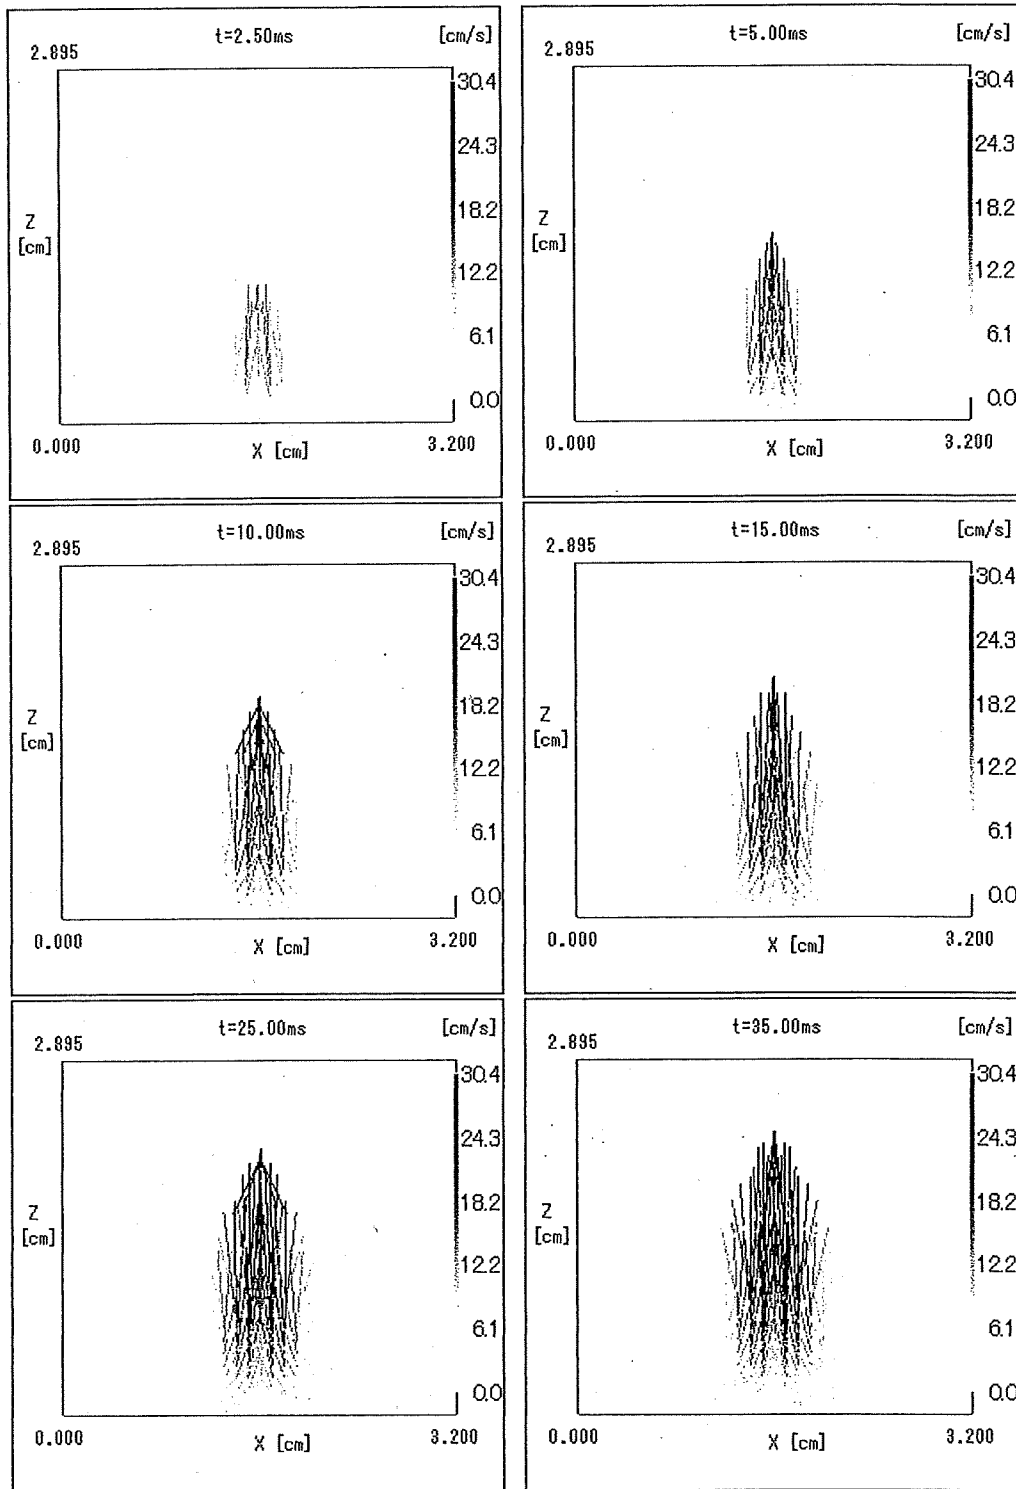 t=2.50ms [cm/s]
2.895
30.4
24.3
18.2
Z
[cm]
12.2
6.1
0.0
0.000 X [cm] 3.200
t=5.00ms [cm/s]
2.895
30.4
24.3
18.2
Z
[cm]
12.2
6.1
0.0
0.000 X [cm] 3.200
t=10.00ms [cm/s]
2.895
30.4
24.3
18.2
Z
[cm]
12.2
6.1
0.0
0.000 X [cm] 3.200
t=15.00ms [cm/s]
2.895
30.4
24.3
18.2
Z
[cm]
12.2
6.1
0.0
0.000 X [cm] 3.200
t=25.00ms [cm/s]
2.895
30.4
24.3
18.2
Z
[cm]
12.2
6.1
0.0
0.000 X [cm] 3.200
t=35.00ms [cm/s]
2.895
30.4
24.3
18.2
Z
[cm]
12.2
6.1
0.0
0.000 X [cm] 3.200